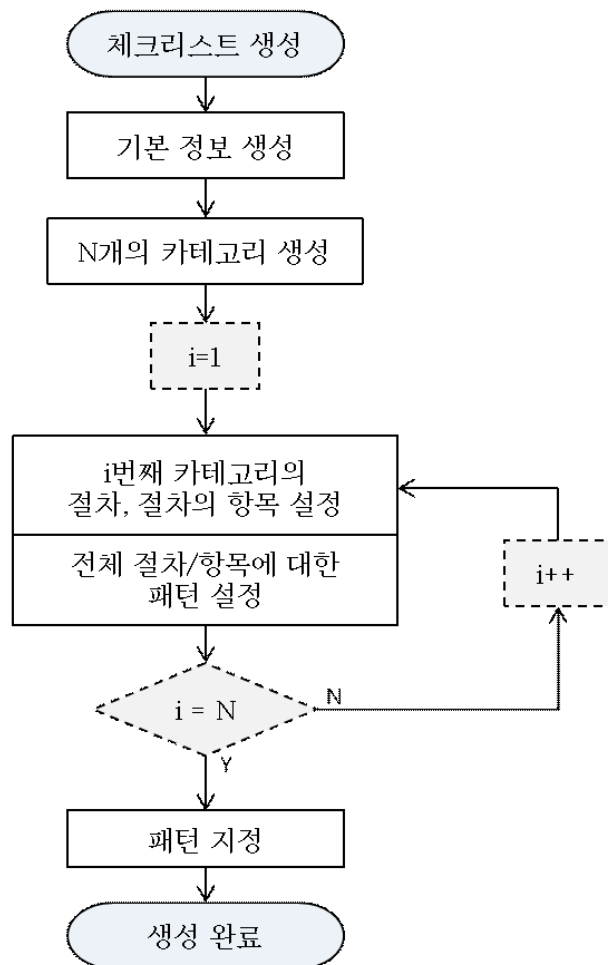 체크리스트 생성
기본 정보 생성
N개의 카테고리 생성
i=1
i번째 카테고리의
절차, 절차의 항목 설정
전체 절차/항목에 대한
패턴 설정
i++
i = N
N
Y
패턴 지정
생성 완료